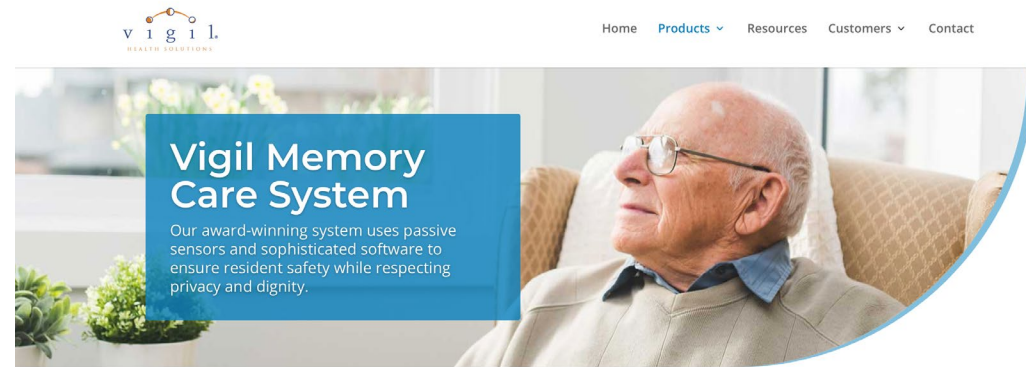 vigil.
HEALTH SOLUTIONS
Home Products Resources Customers Contact
Vigil Memory
Care System
Our award-winning system uses passive
sensors and sophisticated software to
ensure resident safety while respecting
privacy and dignity.